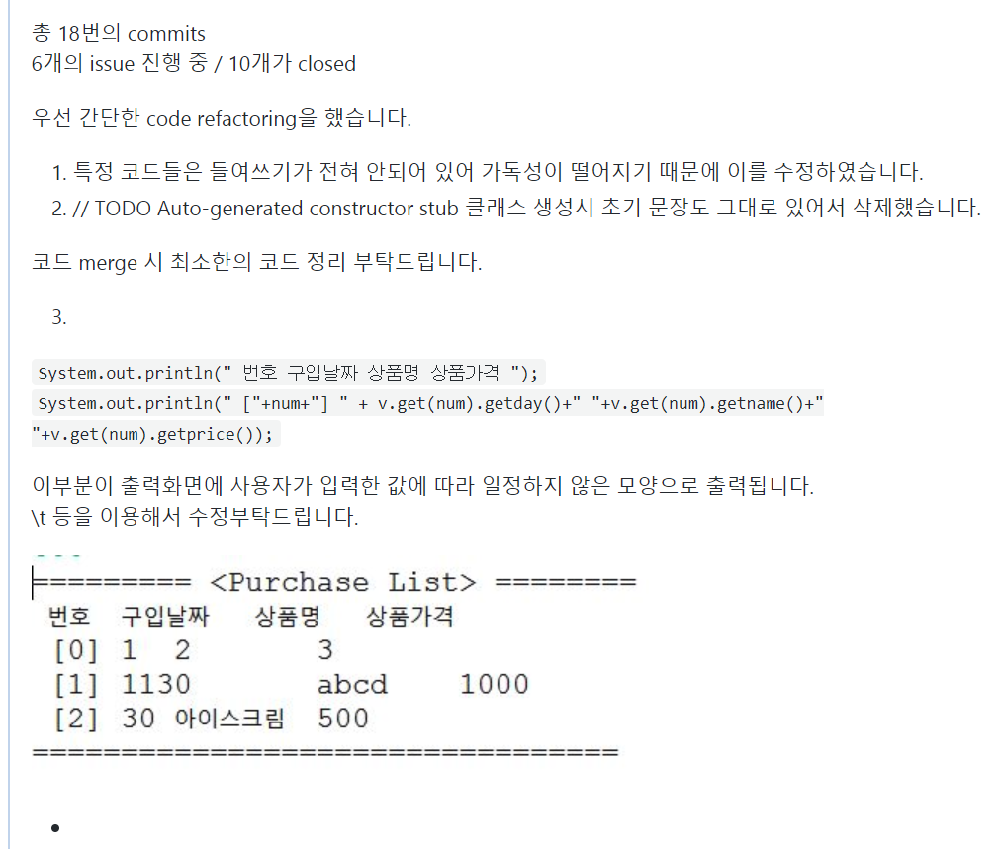 총 18번의 commits
6개의 issue 진행 중 / 10개가 closed
우선 간단한 code refactoring을 했습니다.
1. 특정 코드들은 들여쓰기가 전혀 안되어 있어 가독성이 떨어지기 때문에 이를 수정하였습니다.
2. // TODO Auto-generated constructor stub 클래스 생성시 초기 문장도 그대로 있어서 삭제했습니다.
코드 merge 시 최소한의 코드 정리 부탁드립니다.
3.
System.out.println(" 번호 구입날짜 상품명 상품가격 ");
System.out.println(" ["+num+"] " + v.get(num).getday()+" "+v.get(num).getname()+"
"+v.get(num).getprice());
이부분이 출력화면에 사용자가 입력한 값에 따라 일정하지 않은 모양으로 출력됩니다.
\t 등을 이용해서 수정부탁드립니다.
========= <Purchase List> ========
번호 구입날짜 상품명 상품가격
[0] 1 2 3
[1] 1130 abcd 1000
[2] 30 아이스크림 500
=================================